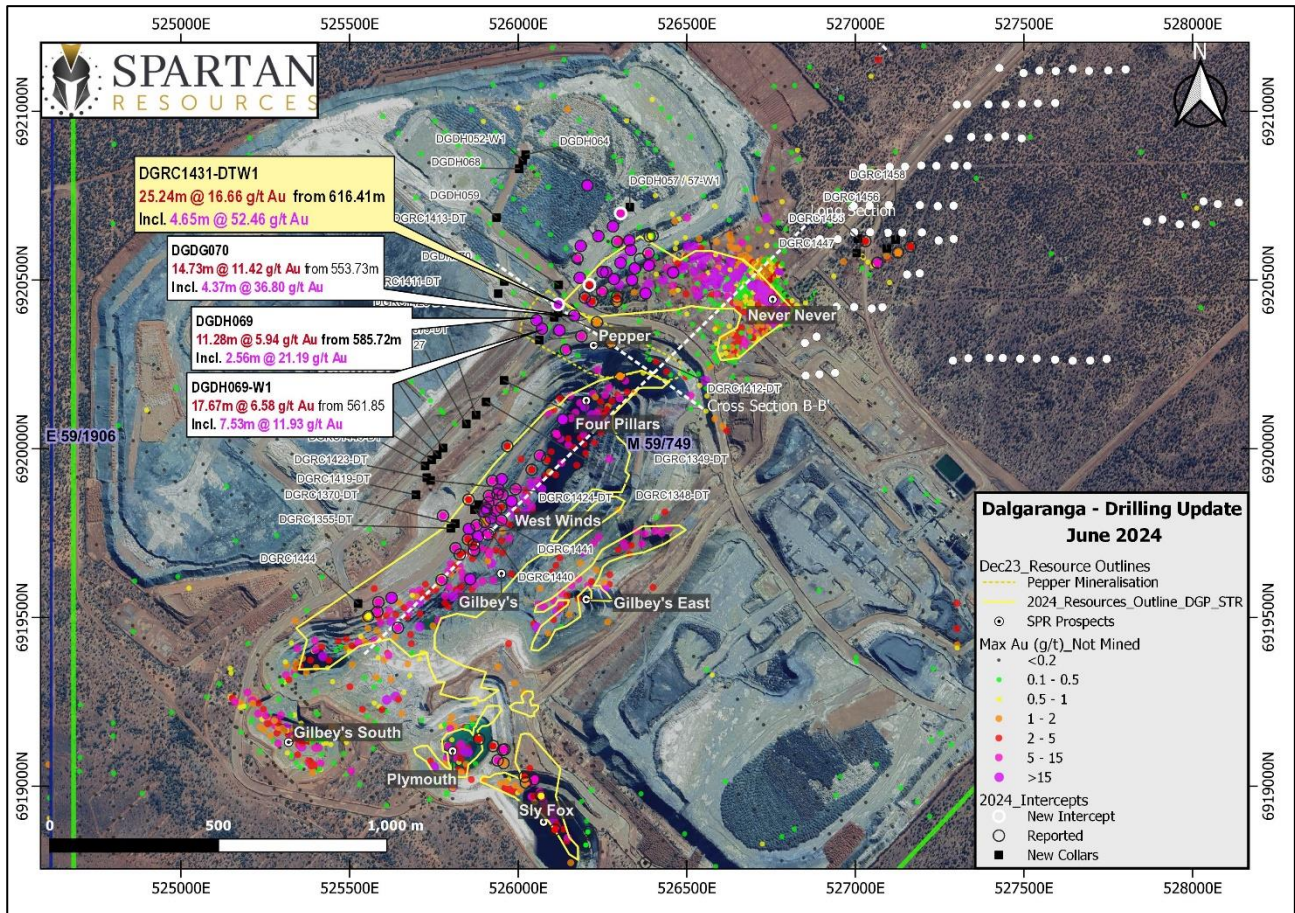 525000E 525500E 526000E 526500E 527000E 527500E 528000E
SPARTAN
RESOURCES
N
6921000N
6921000N
DGDH052-W1
DGDH064
DGDH068
DGRC1431-DTW1
25.24m @ 16.66 g/t Au from 616.41m
Incl. 4.65m @ 52.46 g/t Au
DGDH057 / 57-W1
DGDH059
DGRC1458
DGRC1456
Long Section
DGRC1413-DT
DGRC1447
DGDG070
14.73m @ 11.42 g/t Au from 553.73m
Incl. 4.37m @ 36.80 g/t Au
6920500N
6920500N
Never Never
DGDH069
11.28m @ 5.94 g/t Au from 585.72m
Incl. 2.56m @ 21.19 g/t Au
Pepper
DGDH069-W1
17.67m @ 6.58 g/t Au from 561.85
Incl. 7.53m @ 11.93 g/t Au
DGRC1412-DT
Cross Section B-B'
Four Pillars
E 59/1906
M 59/749
6920000N
6920000N
DGRC1423-DT
DGRC1349-DT
DGRC1419-DT
DGRC1370-DT
DGRC1424-DT
DGRC1348-DT
DGRC1355-DT
West Winds
DGRC1444
DGRC1441
DGRC1440
Gilbey's
Gilbey's East
6919500N
6919500N
Gilbey's South
Plymouth
Sly Fox
6919000N
6919000N
0 500 1,000 m
Dalgaranga - Drilling Update
June 2024
Dec23_Resource Outlines
Pepper Mineralisation
2024_Resources_Outline_DGP_STR
SPR Prospects
Max Au (g/t)_Not Mined
<0.2
0.1 - 0.5
0.5 - 1
1 - 2
2 - 5
5 - 15
>15
2024_Intercepts
New Intercept
Reported
New Collars
525000E 525500E 526000E 526500E 527000E 527500E 528000E